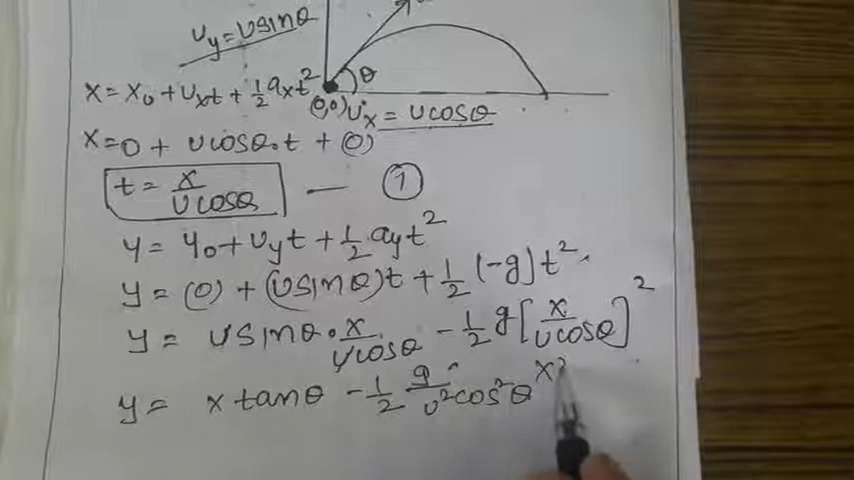 Uy = Usinθ
θ
x = x₀ + Uₓt + ½ aₓt²
(0,0) Uₓ = Ucosθ
x = 0 + Ucosθ.t + (0)
t = x/Ucosθ — ①
y = y₀ + Uyt + ½ ayt²
y = (0) + (Usinθ)t + ½ (-g)t².
y = Usinθ . x/Ucosθ - ½ g[x/Ucosθ]²
y = x tanθ - ½ g/U²cos²θ x²